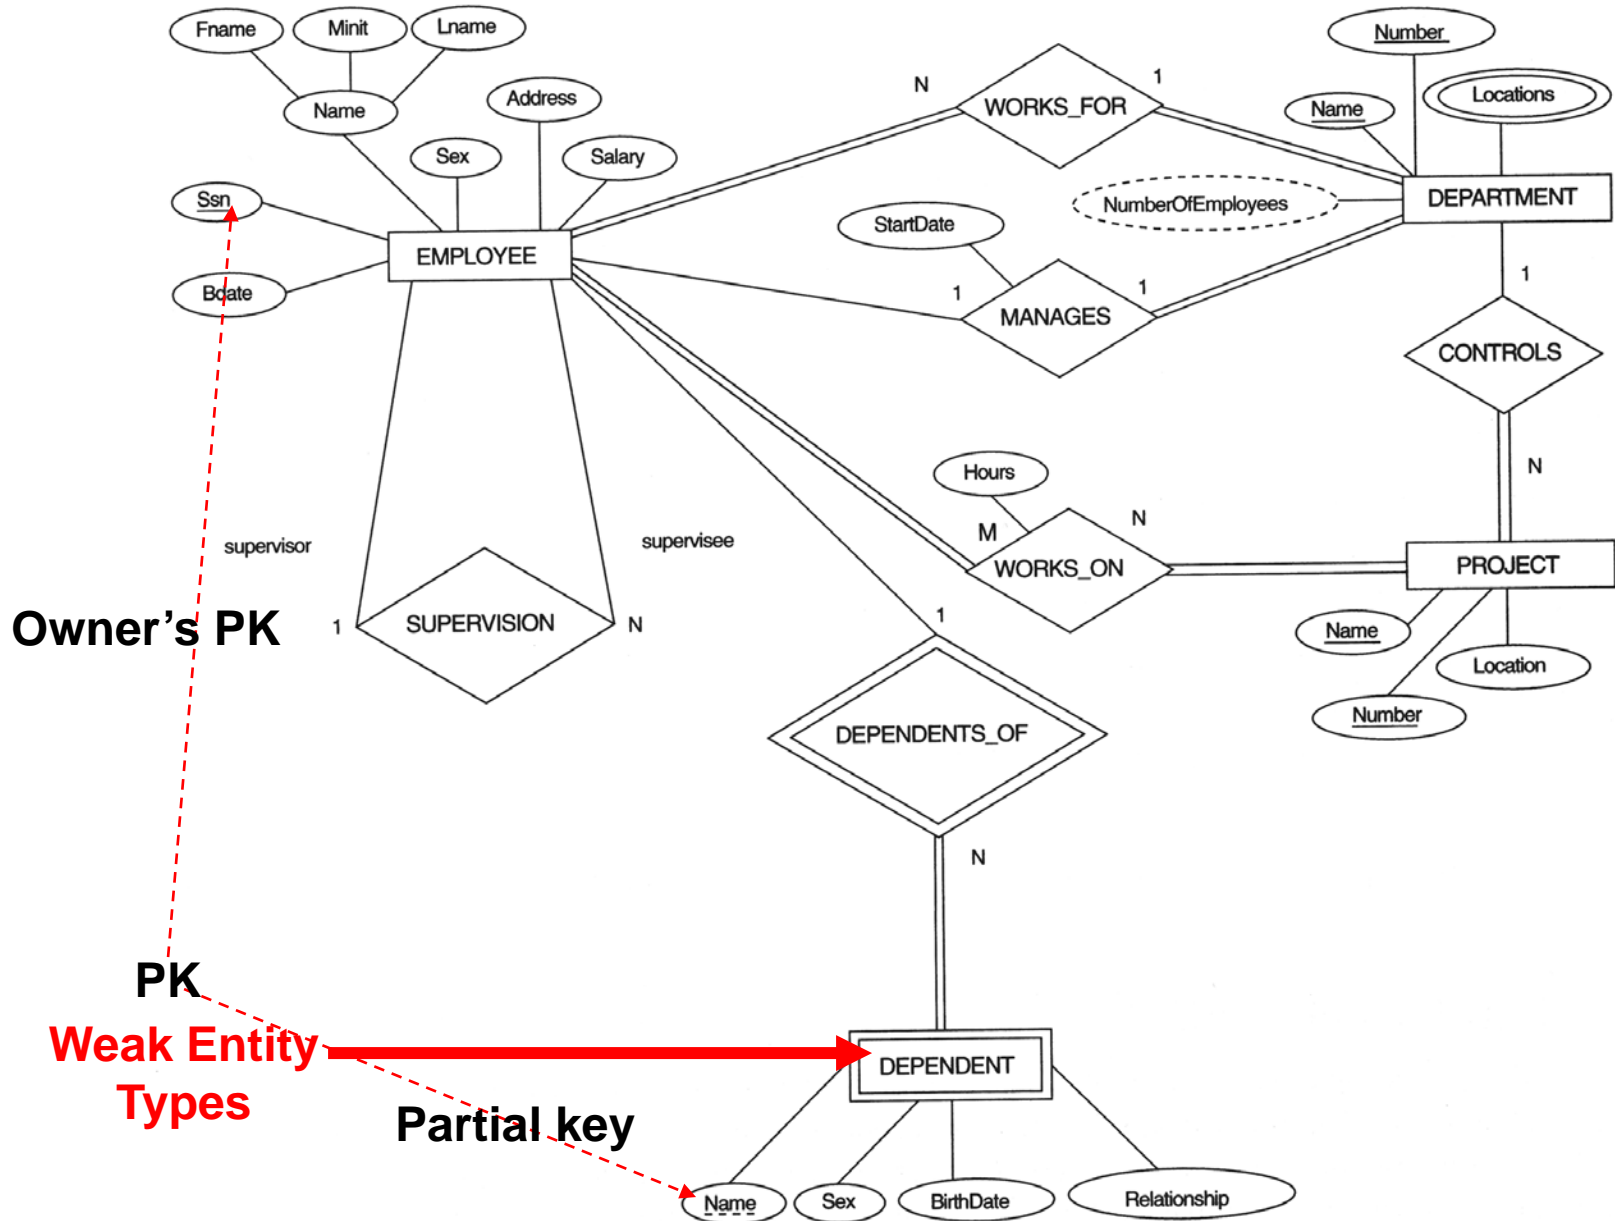 Fname
Minit
Lname
Number
Locations
Name
Address
N
WORKS_FOR
1
Name
Sex
Salary
Ssn
NumberOfEmployees
DEPARTMENT
StartDate
EMPLOYEE
Bdate
1
MANAGES
1
1
CONTROLS
Hours
M
N
N
supervisor
supervisee
WORKS_ON
PROJECT
Owner's PK
1
SUPERVISION
N
1
Name
Location
Number
DEPENDENTS_OF
N
PK
Weak Entity
Types
DEPENDENT
Partial key
Name
Sex
BirthDate
Relationship